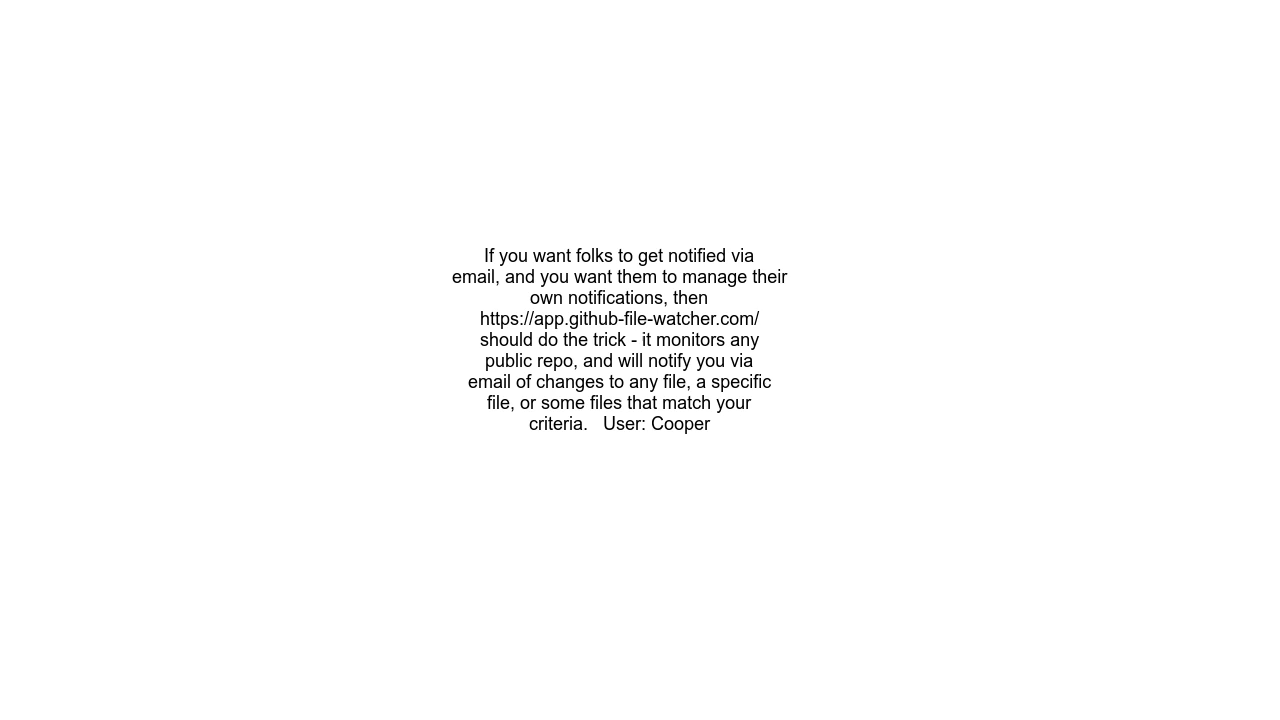 If you want folks to get notified via
email, and you want them to manage their
own notifications, then
https://app.github-file-watcher.com/
should do the trick - it monitors any
public repo, and will notify you via
email of changes to any file, a specific
file, or some files that match your
criteria.   User: Cooper